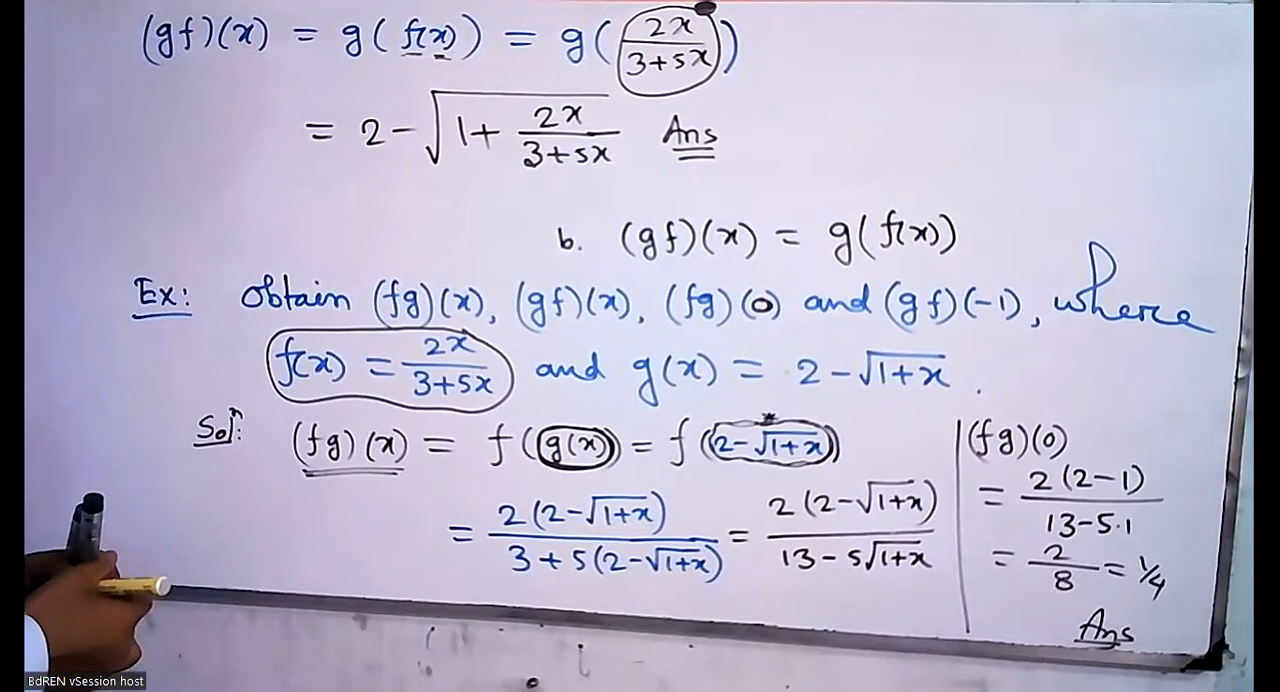 (gf)(x) = g(f(x)) = g(2x/(3+5x))
= 2-√(1+ 2x/(3+5x)) Ans
b. (gf)(x) = g(f(x))
Ex: obtain (fg)(x), (gf)(x), (fg)(0) and (gf)(-1), where
f(x) = 2x/(3+5x) and g(x) = 2-√(1+x).
Solⁿ: (fg)(x) = f(g(x)) = f(2-√(1+x))
= 2(2-√(1+x))/(3+5(2-√(1+x))) = 2(2-√(1+x))/(13-5√(1+x))
(fg)(0)
= 2(2-1)/(13-5·1)
= 2/8 = 1/4
Ans
BdREN vSession host